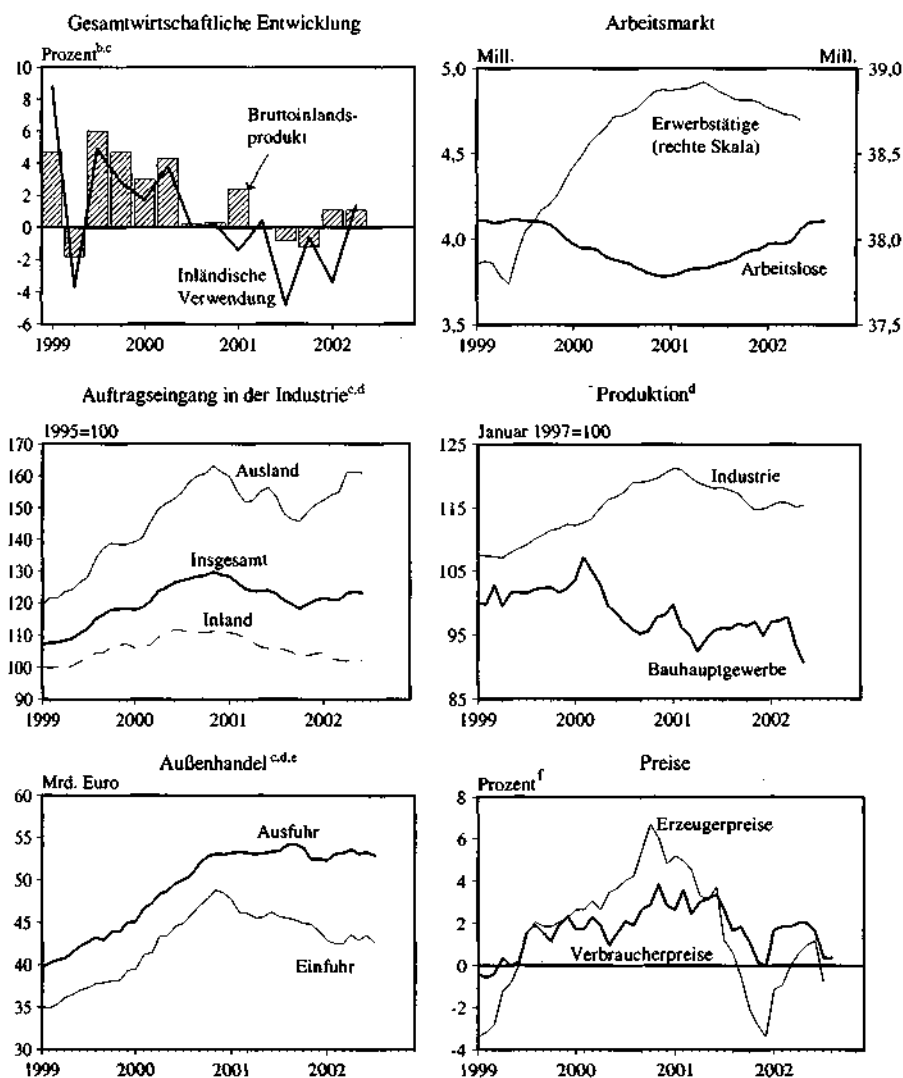 Gesamtwirtschaftliche Entwicklung
Prozent b,c
10
8
6
4
2
0
-2
-4
-6
Bruttoinlands-
produkt
Inländische
Verwendung
1999 2000 2001 2002
Arbeitsmarkt
Mill. Mill.
5,0
4,5
4,0
3,5
39,0
38,5
38,0
37,5
Erwerbstätige
(rechte Skala)
Arbeitslose
1999 2000 2001 2002
Auftragseingang in der Industrie c,d
1995=100
170
160
150
140
130
120
110
100
90
Ausland
Insgesamt
Inland
1999 2000 2001 2002
Produktion d
Januar 1997=100
125
115
105
95
85
Industrie
Bauhauptgewerbe
1999 2000 2001 2002
Außenhandel c,d,e
Mrd. Euro
60
55
50
45
40
35
30
Ausfuhr
Einfuhr
1999 2000 2001 2002
Preise
Prozent f
8
6
4
2
0
-2
-4
Erzeugerpreise
Verbraucherpreise
1999 2000 2001 2002